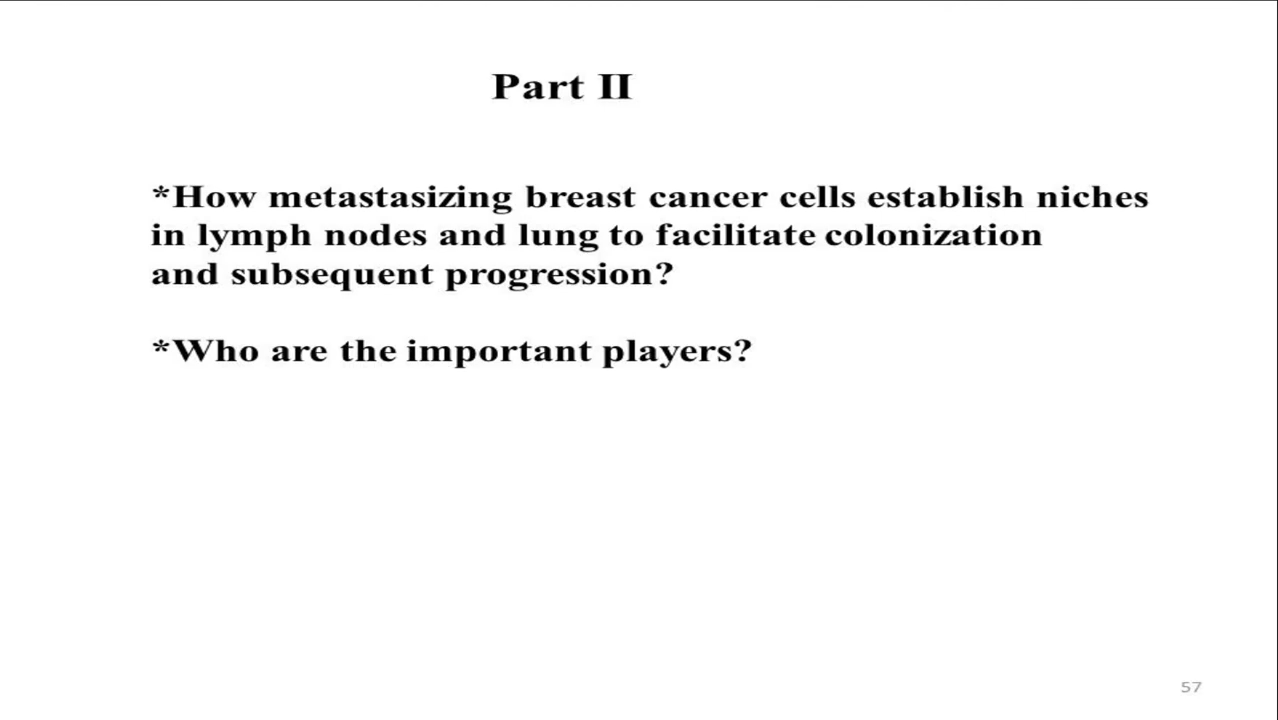 Part II
*How metastasizing breast cancer cells establish niches
in lymph nodes and lung to facilitate colonization
and subsequent progression?
*Who are the important players?
57